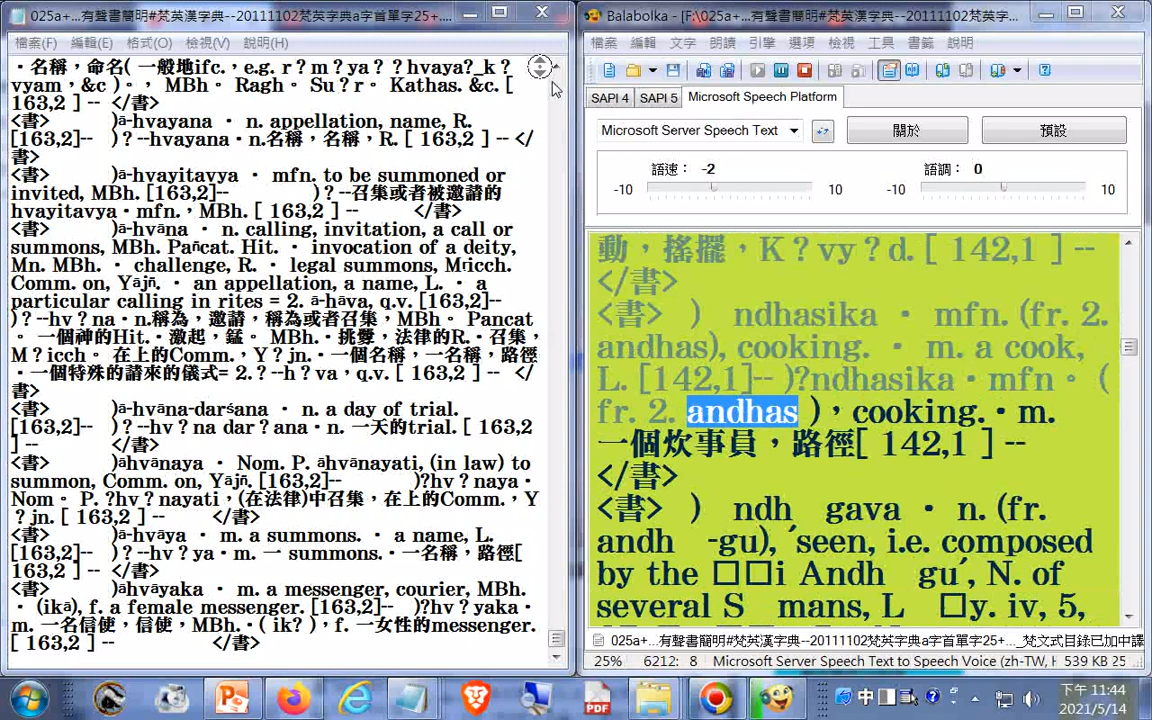 025a+...有聲書簡明#梵英漢字典--20111102梵英字典a字首單字25+...
檔案(F) 編輯(E) 格式(O) 檢視(V) 說明(H)
・名稱，命名( 一般地ifc.，e.g. r？m？ya？？hvaya?_k？
vyam，&c )。， MBh。 Ragh。 Su？r。 Kathas. &c. [
163,2 ] -- </書>
<書> )ā-hvayana ・ n. appellation, name, R.
[163,2]-- )？--hvayana・n.名稱，名稱，R. [ 163,2 ] -- </
書>
<書> )ā-hvayitavya ・ mfn. to be summoned or
invited, MBh. [163,2]-- )？--召集或者被邀請的
hvayitavya・mfn.，MBh. [ 163,2 ] -- </書>
<書> )ā-hvāna ・ n. calling, invitation, a call or
summons, MBh. Pañcat. Hit. ・ invocation of a deity,
Mn. MBh. ・ challenge, R. ・ legal summons, Mṛicch.
Comm. on, Yājñ. ・ an appellation, a name, L. ・ a
particular calling in rites = 2. ā-hāva, q.v. [163,2]--
)？--hv？na・n.稱為，邀請，稱為或者召集，MBh。 Pancat
。 一個神的Hit.・激起，錳。 MBh.・挑釁，法律的R.・召集，
M？icch。 在上的Comm.，Y？jn.・一個名稱，一名稱，路徑
・一個特殊的請來的儀式= 2.？--h？va，q.v. [ 163,2 ] -- </
書>
<書> )ā-hvāna-darśana ・ n. a day of trial.
[163,2]-- )？--hv？na dar？ana・n. 一天的trial. [ 163,2
] -- </書>
<書> )āhvānaya ・ Nom. P. āhvānayati, (in law) to
summon, Comm. on, Yājñ. [163,2]-- )?hv？naya・
Nom。 P. ?hv？nayati，(在法律)中召集，在上的Comm.，Y
？jn. [ 163,2 ] -- </書>
<書> )ā-hvāya ・ m. a summons. ・ a name, L.
[163,2]-- )？--hv？ya・m. 一 summons.・一名稱，路徑[
163,2 ] -- </書>
<書> )āhvāyaka ・ m. a messenger, courier, MBh.
・ (ikā), f. a female messenger. [163,2]-- )?hv？yaka・
m. 一名信使，信使，MBh.・( ik？)，f. 一女性的messenger.
[ 163,2 ] -- </書>
Balabolka - [F:\025a+...有聲書簡明#梵英漢字典--20111102梵英字...
檔案 編輯 文字 朗讀 引擎 選項 檢視 工具 書籤 說明
SAPI 4 SAPI 5 Microsoft Speech Platform
Microsoft Server Speech Text 關於 預設
語速： -2 語調： 0
-10 10 -10 10
動，搖擺，K？vy？d. [ 142,1 ] --
</書>
<書> ) ndhasika ・ mfn. (fr. 2.
andhas), cooking. ・ m. a cook,
L. [142,1]-- )?ndhasika・mfn。(
fr. 2. andhas )，cooking.・m.
一個炊事員，路徑[ 142,1 ] --
</書>
<書> ) ndh gava ・ n. (fr.
andh -gu), ´seen, i.e. composed
by the □□i Andh gu´, N. of
several S mans, L □y. iv, 5,
025a+...有聲書簡明#梵英漢字典--20111102梵英字典a字首單字25+..._梵文式目錄已加中譯
25% 6212: 8 Microsoft Server Speech Text to Speech Voice (zh-TW, H 539 KB 25
中
PDF
下午 11:44
2021/5/14